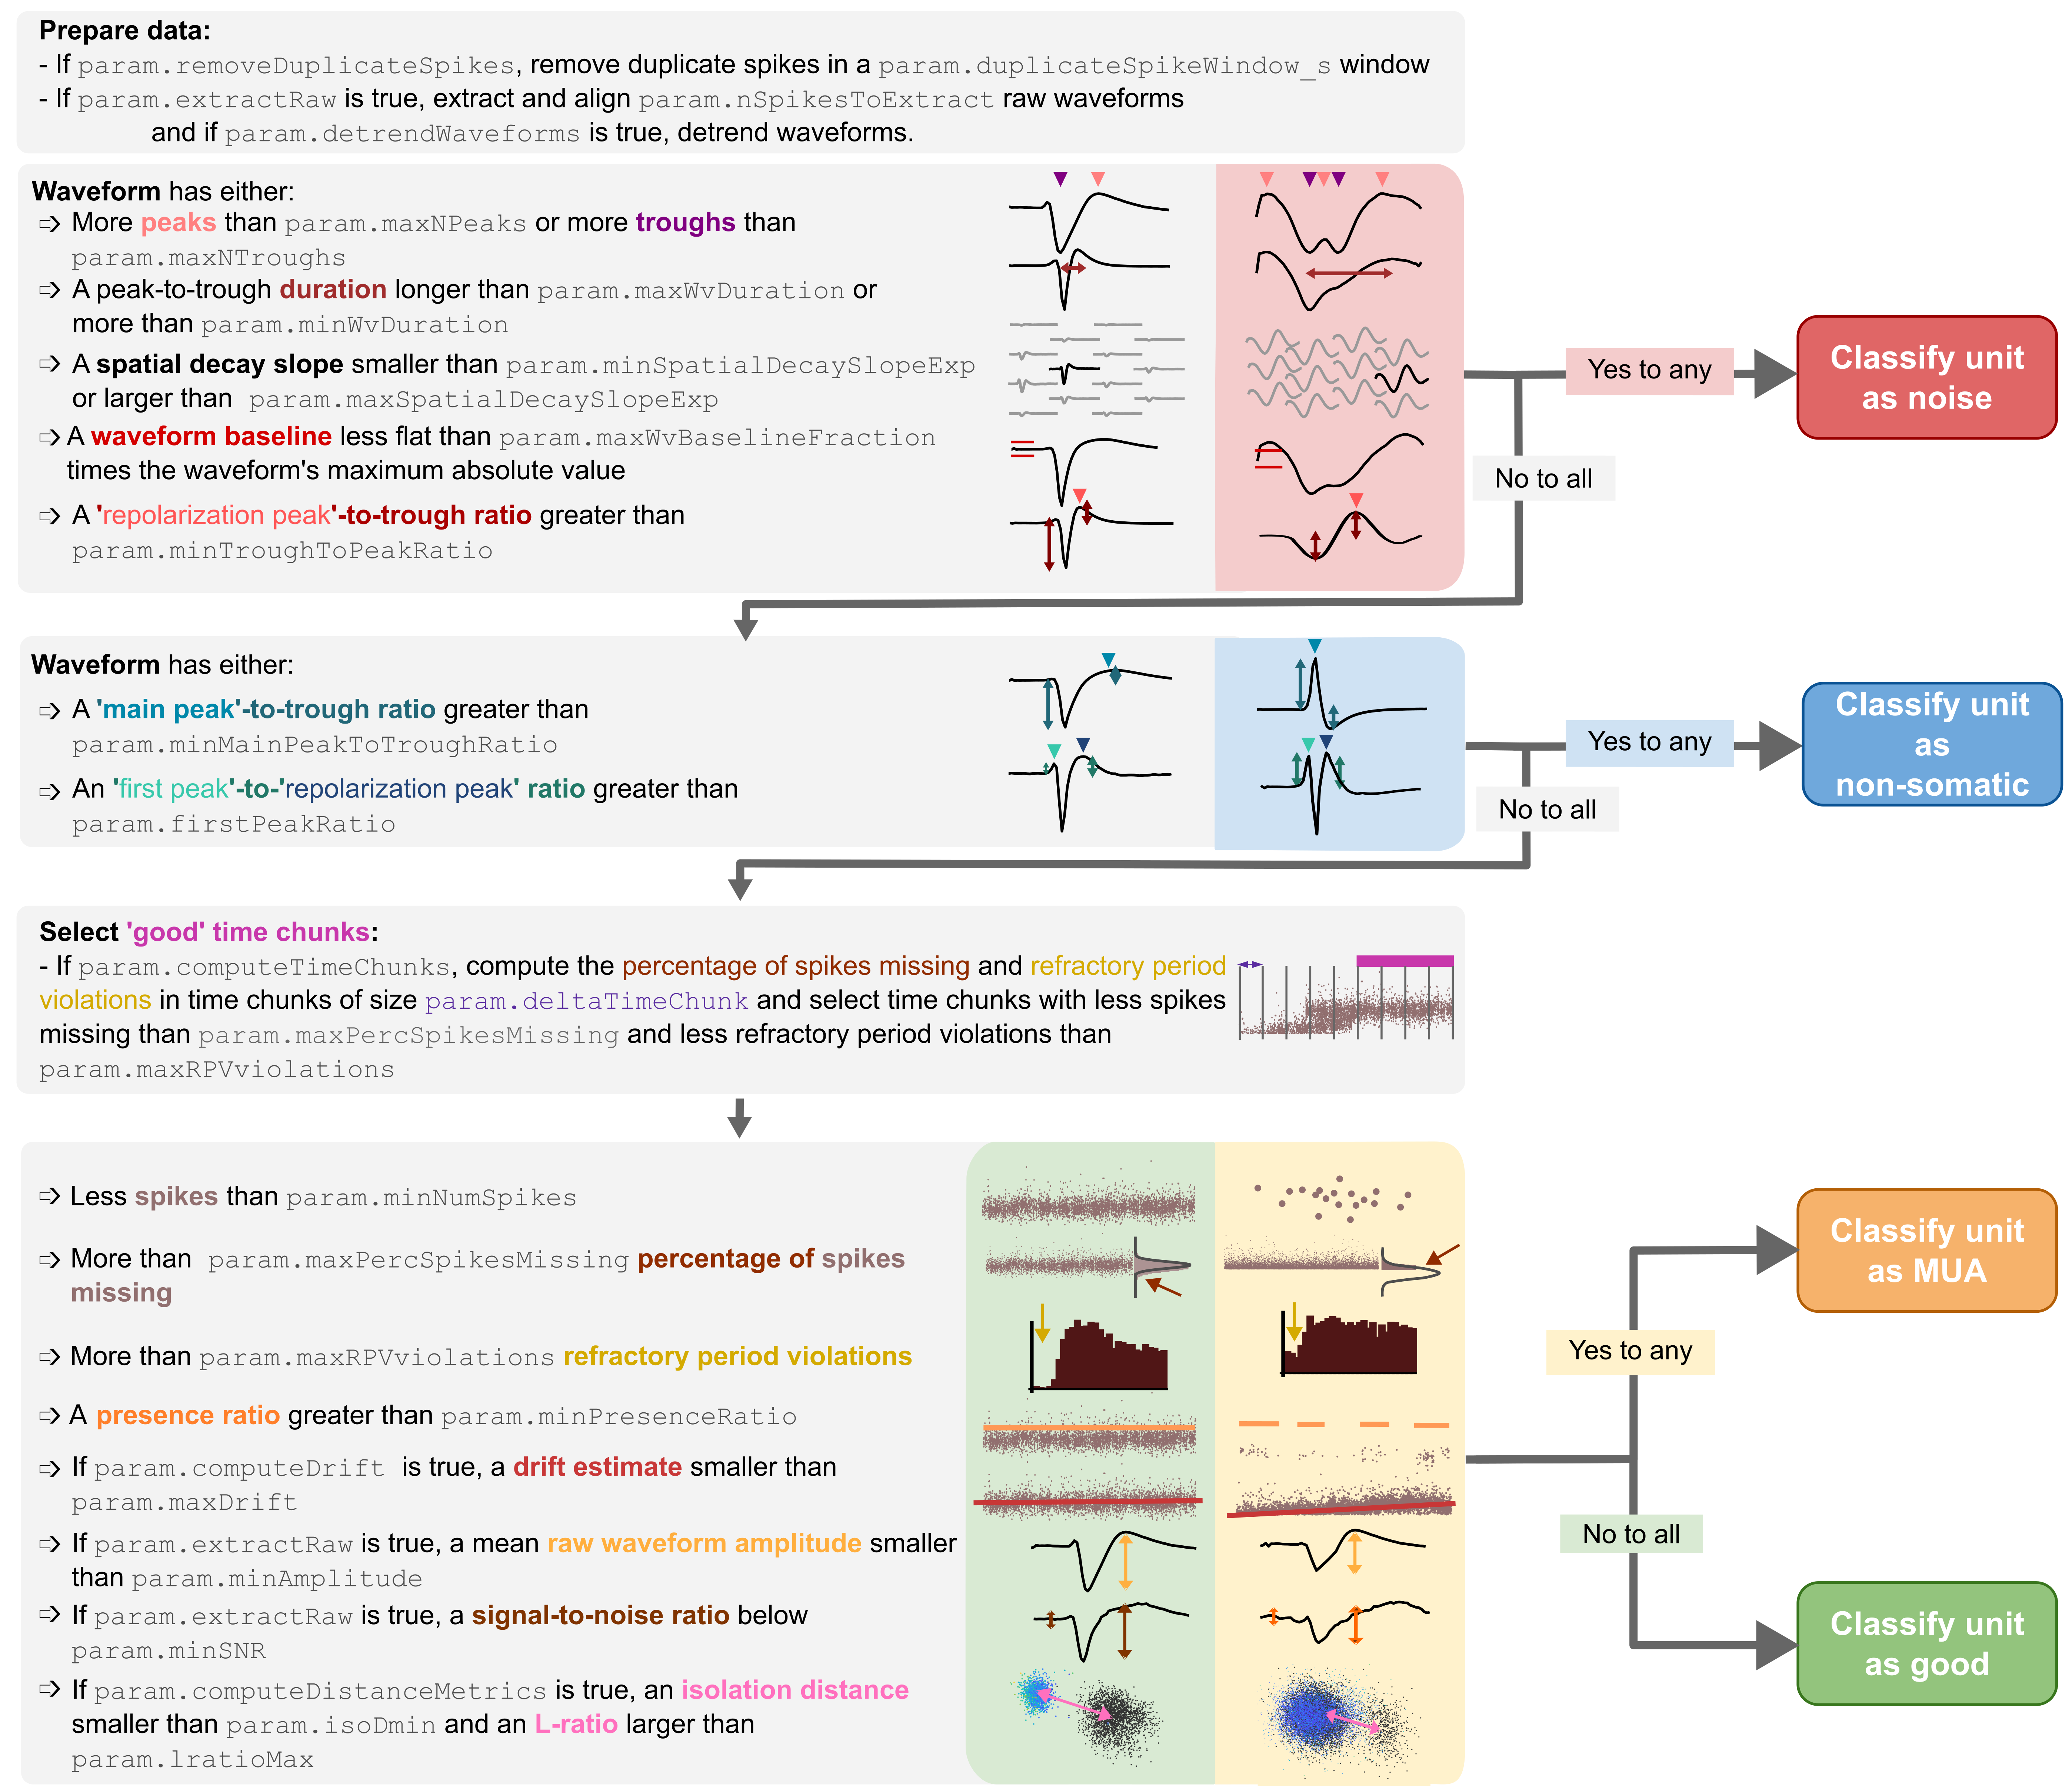 Prepare data:
- If param.removeDuplicateSpikes, remove duplicate spikes in a param.duplicateSpikeWindow_s window
- If param.extractRaw is true, extract and align param.nSpikesToExtract raw waveforms
and if param.detrendWaveforms is true, detrend waveforms.
Waveform has either:
➩ More peaks than param.maxNPeaks or more troughs than
param.maxNTroughs
➩ A peak-to-trough duration longer than param.maxWvDuration or
more than param.minWvDuration
➩ A spatial decay slope smaller than param.minSpatialDecaySlopeExp
or larger than param.maxSpatialDecaySlopeExp
➩ A waveform baseline less flat than param.maxWvBaselineFraction
times the waveform's maximum absolute value
➩ A 'repolarization peak'-to-trough ratio greater than
param.minTroughToPeakRatio
Yes to any
Classify unit
as noise
No to all
Waveform has either:
➩ A 'main peak'-to-trough ratio greater than
param.minMainPeakToTroughRatio
➩ An 'first peak'-to-'repolarization peak' ratio greater than
param.firstPeakRatio
Yes to any
Classify unit
as
non-somatic
No to all
Select 'good' time chunks:
- If param.computeTimeChunks, compute the percentage of spikes missing and refractory period
violations in time chunks of size param.deltaTimeChunk and select time chunks with less spikes
missing than param.maxPercSpikesMissing and less refractory period violations than
param.maxRPVviolations
➩ Less spikes than param.minNumSpikes
➩ More than param.maxPercSpikesMissing percentage of spikes
missing
➩ More than param.maxRPVviolations refractory period violations
➩ A presence ratio greater than param.minPresenceRatio
➩ If param.computeDrift is true, a drift estimate smaller than
param.maxDrift
➩ If param.extractRaw is true, a mean raw waveform amplitude smaller
than param.minAmplitude
➩ If param.extractRaw is true, a signal-to-noise ratio below
param.minSNR
➩ If param.computeDistanceMetrics is true, an isolation distance
smaller than param.isoDmin and an L-ratio larger than
param.lratioMax
Classify unit
as MUA
Yes to any
No to all
Classify unit
as good